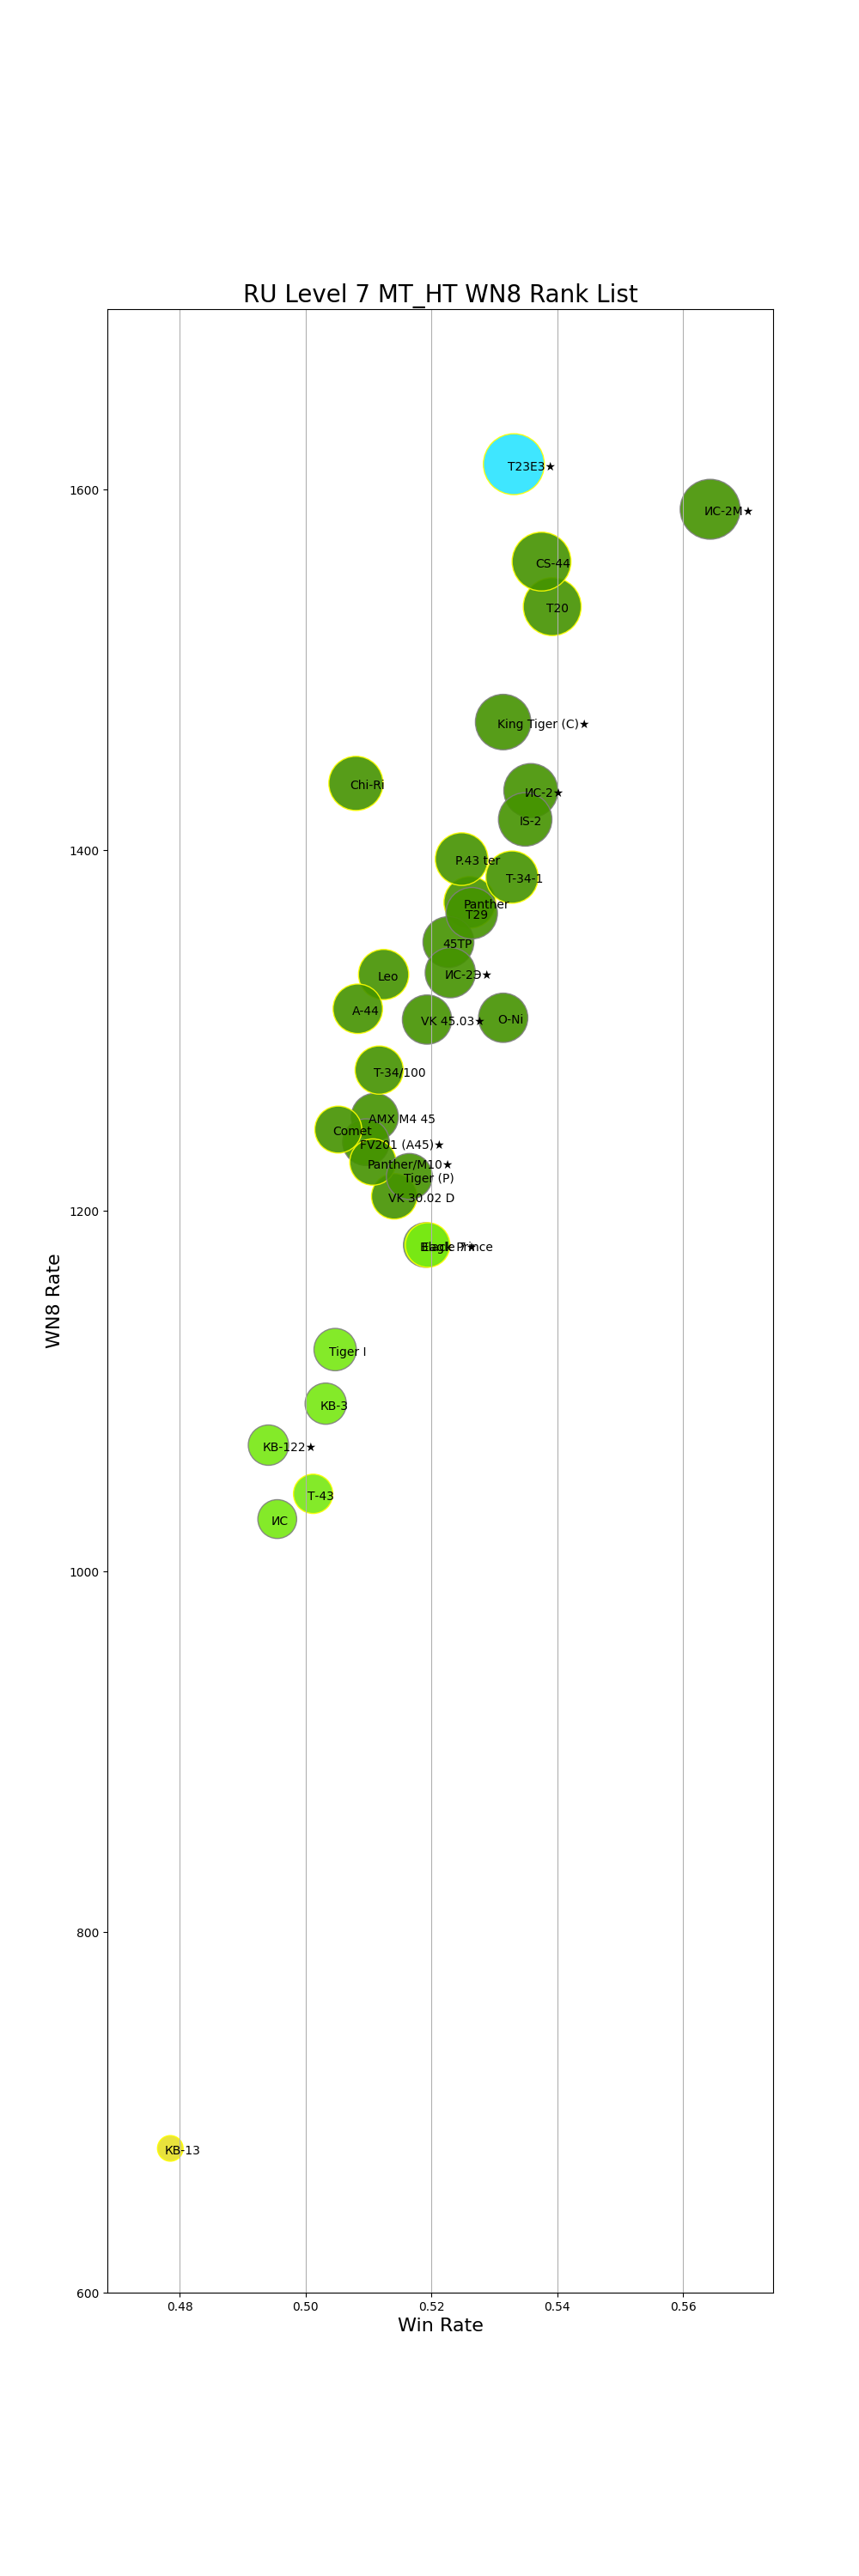 RU Level 7 MT_HT WN8 Rank List
1600
T23E3★
ИС-2М★
CS-44
T20
King Tiger (C)★
Chi-Ri
ИС-2★
IS-2
1400
P.43 ter
T-34-1
Panther
T29
45TP
Leo
ИС-2Э★
А-44
VK 45.03★
O-Ni
T-34/100
AMX M4 45
Comet
FV201 (A45)★
Panther/M10★
Tiger (P)
VK 30.02 D
1200
Black Prince
Eagle 7★
WN8 Rate
Tiger I
КВ-3
КВ-122★
Т-43
ИС
1000
800
КВ-13
600
0.48 0.50 0.52 0.54 0.56
Win Rate